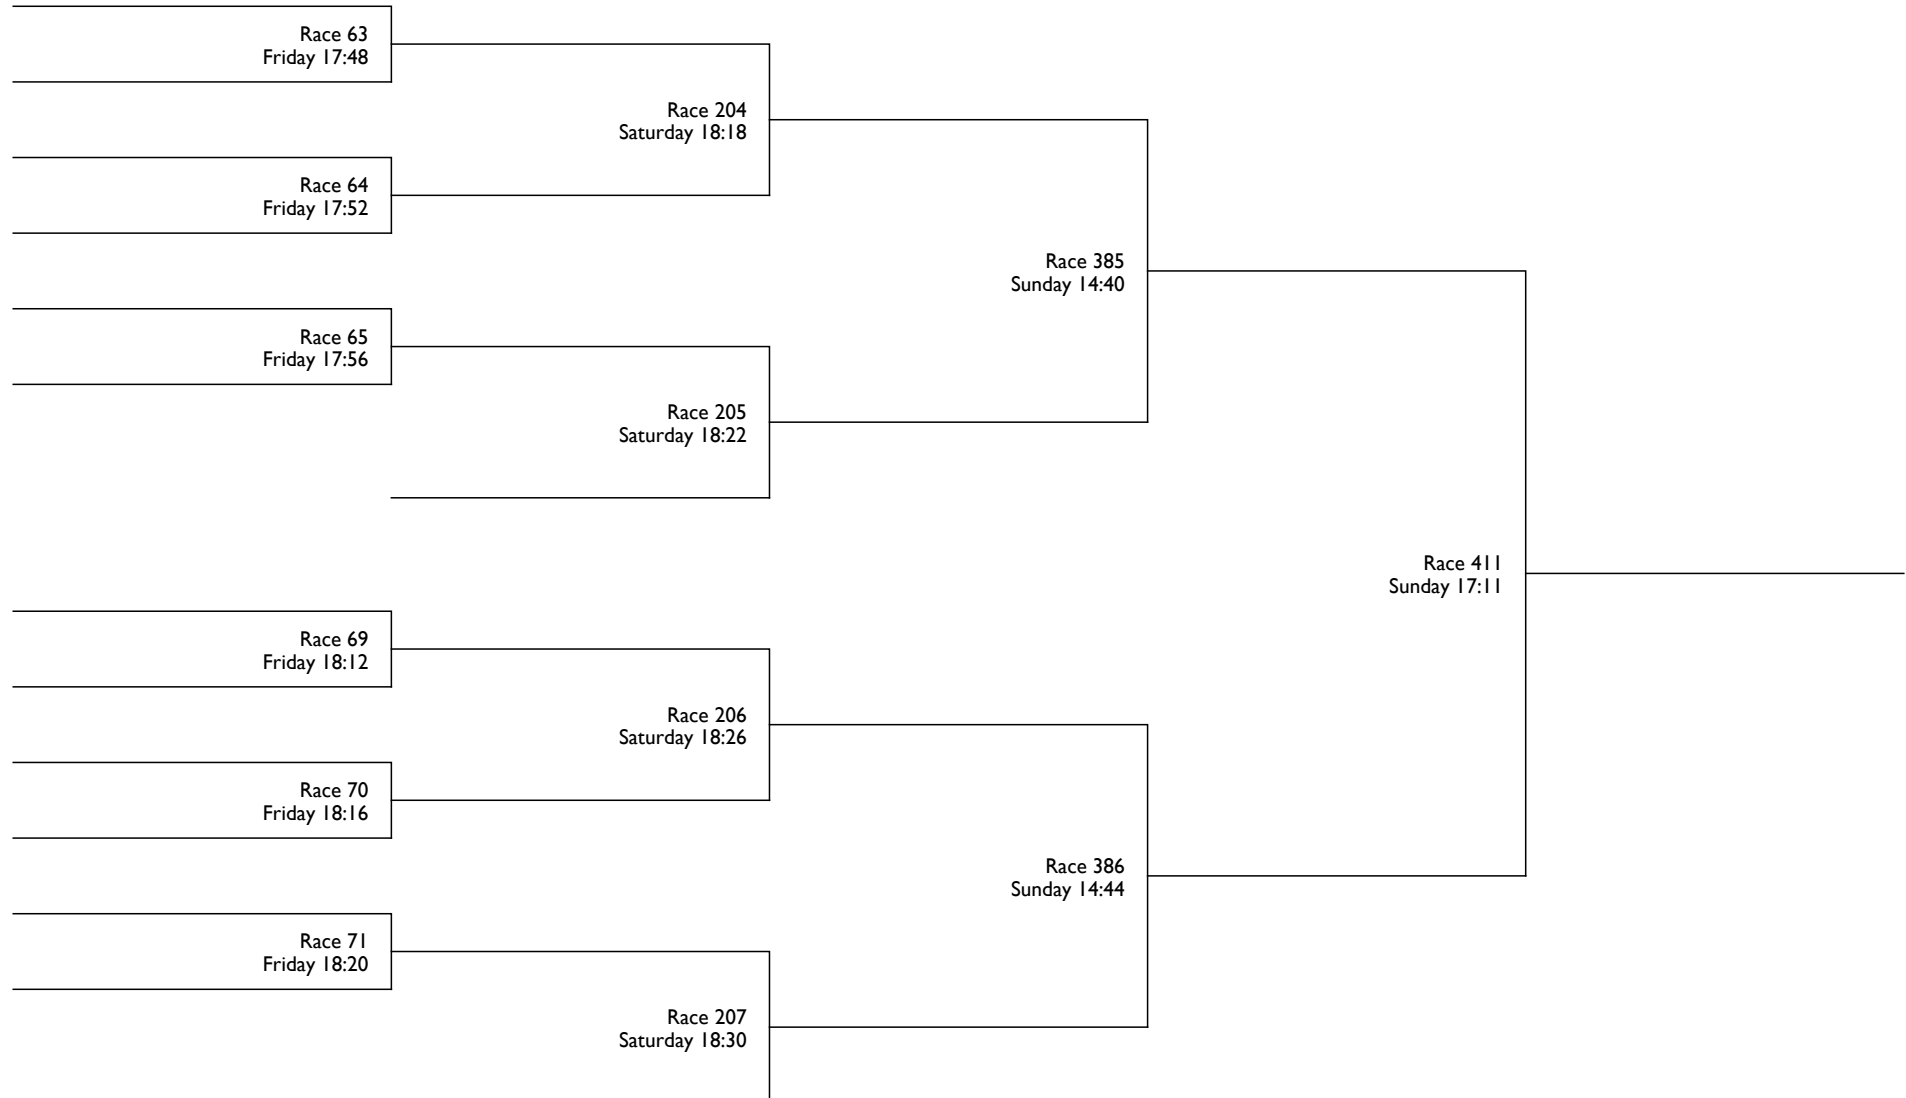 Race 63
Friday 17:48
Race 204
Saturday 18:18
Race 64
Friday 17:52
Race 385
Sunday 14:40
Race 65
Friday 17:56
Race 205
Saturday 18:22
Race 411
Sunday 17:11
Race 69
Friday 18:12
Race 206
Saturday 18:26
Race 70
Friday 18:16
Race 386
Sunday 14:44
Race 71
Friday 18:20
Race 207
Saturday 18:30